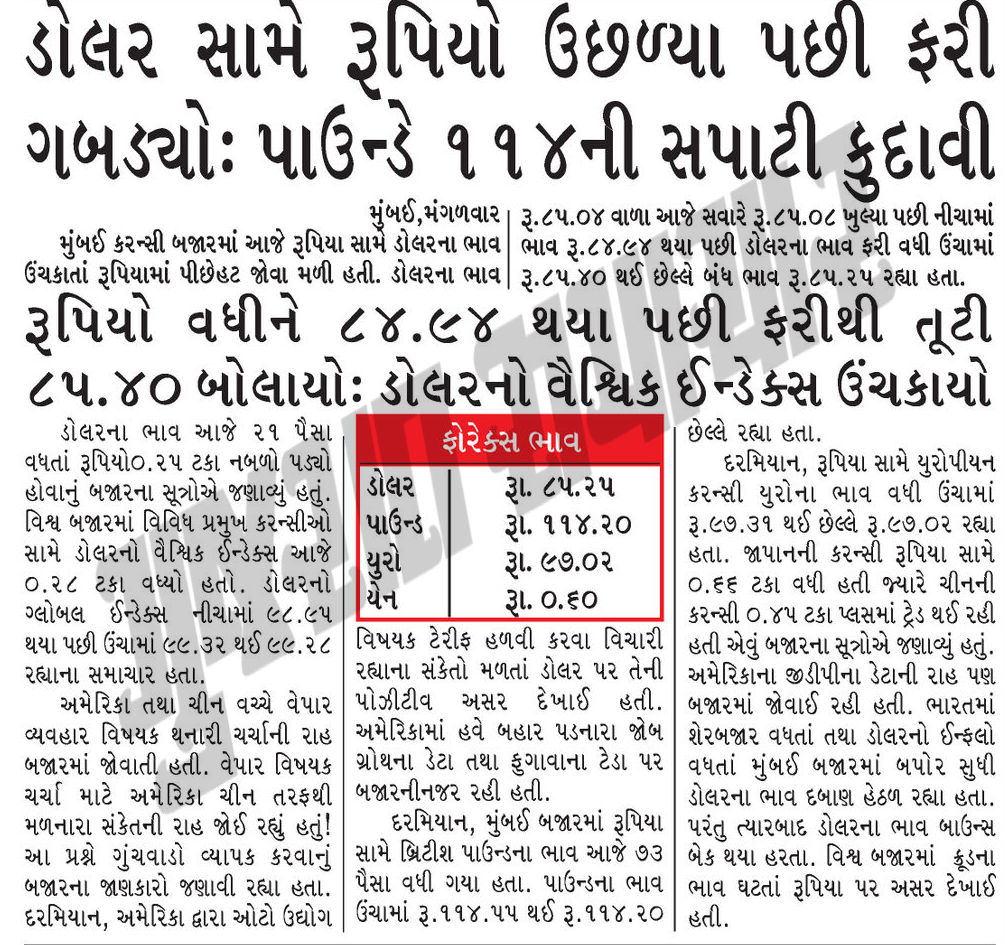 ડોલર સામે રૂપિયો ઉછળ્યા પછી ફરી
ગબડ્યો: પાઉન્ડે ૧૧૪ની સપાટી કુદાવી
મુંબઈ,મંગળવાર
મુંબઈ કરન્સી બજારમાં આજે રૂપિયા સામે ડોલરના ભાવ
ઉંચકાતાં રૂપિયામાં પીછેહટ જોવા મળી હતી. ડોલરના ભાવ
રૂ.૮૫.૦૪ વાળા આજે સવારે રૂ.૮૫.૦૮ ખુલ્યા પછી નીચામાં
ભાવ રૂ.૮૪.૯૪ થયા પછી ડોલરના ભાવ ફરી વધી ઉંચામાં
રૂ.૮૫.૪૦ થઈ છેલ્લે બંધ ભાવ રૂ.૮૫.૨૫ રહ્યા હતા.
રૂપિયો વધીને ૮૪.૯૪ થયા પછી ફરીથી તૂટી
૮૫.૪૦ બોલાયો: ડોલરનો વૈશ્વિક ઈન્ડેક્સ ઉંચકાયો
ડોલરના ભાવ આજે ૨૧ પૈસા
વધતાં રૂપિયો૦.૨૫ ટકા નબળો પડ્યો
હોવાનું બજારના સૂત્રોએ જણાવ્યું હતું.
વિશ્વ બજારમાં વિવિધ પ્રમુખ કરન્સીઓ
સામે ડોલરનો વૈશ્વિક ઈન્ડેક્સ આજે
૦.૨૮ ટકા વધ્યો હતો. ડોલરનો
ગ્લોબલ ઈન્ડેક્સ નીચામાં ૯૮.૯૫
થયા પછી ઉંચામાં ૯૯.૩૨ થઈ ૯૯.૨૮
રહ્યાના સમાચાર હતા.
અમેરિકા તથા ચીન વચ્ચે વેપાર
વ્યવહાર વિષયક થનારી ચર્ચાની રાહ
બજારમાં જોવાતી હતી. વેપાર વિષયક
ચર્ચા માટે અમેરિકા ચીન તરફથી
મળનારા સંકેતની રાહ જોઈ રહ્યું હતું!
આ પ્રશ્ને ગુંચવાડો વ્યાપક કરવાનું
બજારના જાણકારો જણાવી રહ્યા હતા.
દરમિયાન, અમેરિકા દ્વારા ઓટો ઉદ્યોગ
ફોરેક્સ ભાવ
ડોલર રૂા. ૮૫.૨૫
પાઉન્ડ રૂા. ૧૧૪.૨૦
યુરો રૂા. ૯૭.૦૨
યેન રૂા. ૦.૬૦
વિષયક ટેરીફ હળવી કરવા વિચારી
રહ્યાના સંકેતો મળતાં ડોલર પર તેની
પોઝીટીવ અસર દેખાઈ હતી.
અમેરિકામાં હવે બહાર પડનારા જોબ
ગ્રોથના ડેટા તથા ફુગાવાના ટેડા પર
બજારનીનજર રહી હતી.
દરમિયાન, મુંબઈ બજારમાં રૂપિયા
સામે બ્રિટીશ પાઉન્ડના ભાવ આજે ૭૩
પૈસા વધી ગયા હતા. પાઉન્ડના ભાવ
ઉંચામાં રૂ.૧૧૪.૫૫ થઈ રૂ.૧૧૪.૨૦
છેલ્લે રહ્યા હતા.
દરમિયાન, રૂપિયા સામે યુરોપીયન
કરન્સી યુરોના ભાવ વધી ઉંચામાં
રૂ.૯૭.૩૧ થઈ છેલ્લે રૂ.૯૭.૦૨ રહ્યા
હતા. જાપાનની કરન્સી રૂપિયા સામે
૦.૬૬ ટકા વધી હતી જ્યારે ચીનની
કરન્સી ૦.૪૫ ટકા પ્લસમાં ટ્રેડ થઈ રહી
હતી એવું બજારના સૂત્રોએ જણાવ્યું હતું.
અમેરિકાના જીડીપીના ડેટાની રાહ પણ
બજારમાં જોવાઈ રહી હતી. ભારતમાં
શેરબજાર વધતાં તથા ડોલરનો ઈન્ફલો
વધતાં મુંબઈ બજારમાં બપોર સુધી
ડોલરના ભાવ દબાણ હેઠળ રહ્યા હતા.
પરંતુ ત્યારબાદ ડોલરના ભાવ બાઉન્સ
બેક થયા હરતા. વિશ્વ બજારમાં ક્રૂડના
ભાવ ઘટતાં રૂપિયા પર અસર દેખાઈ
હતી.
ગુજરાત સમાચાર